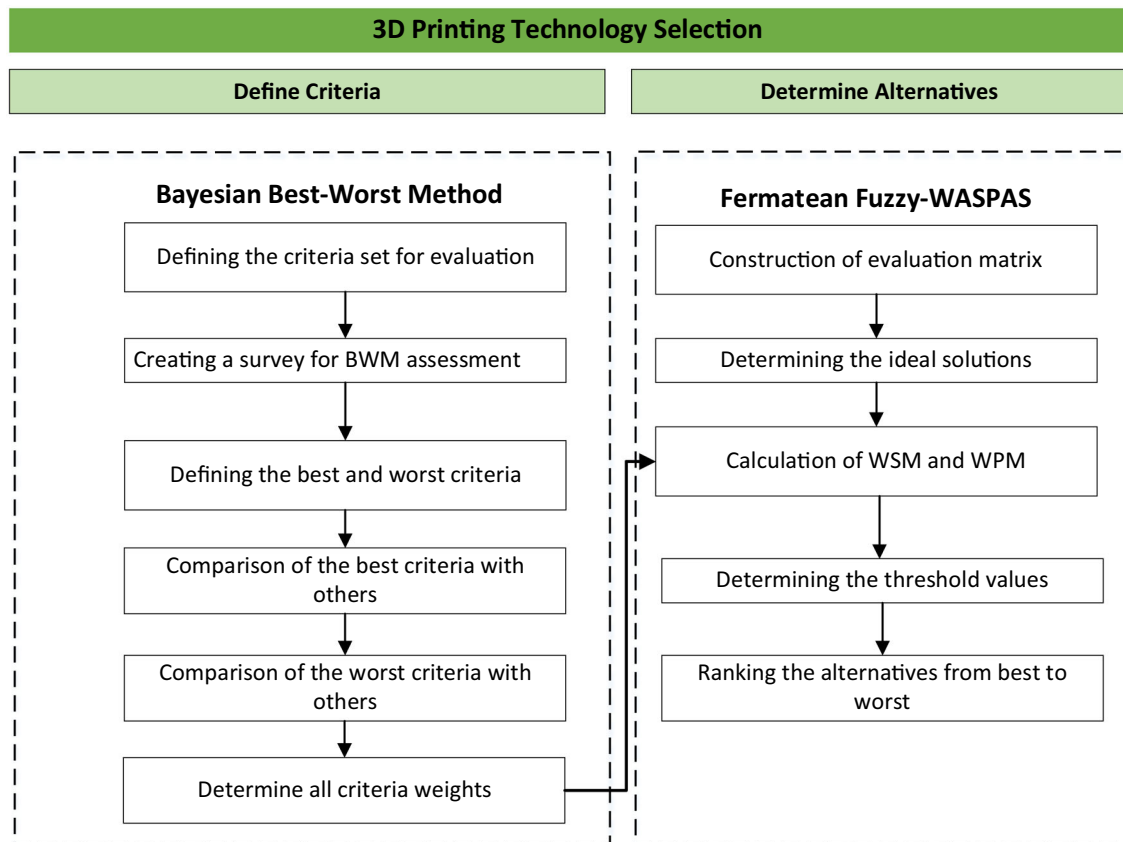 3D Printing Technology Selection
Define Criteria
Determine Alternatives
Bayesian Best-Worst Method
Defining the criteria set for evaluation
Creating a survey for BWM assessment
Defining the best and worst criteria
Comparison of the best criteria with
others
Comparison of the worst criteria with
others
Determine all criteria weights
Fermatean Fuzzy-WASPAS
Construction of evaluation matrix
Determining the ideal solutions
Calculation of WSM and WPM
Determining the threshold values
Ranking the alternatives from best to
worst